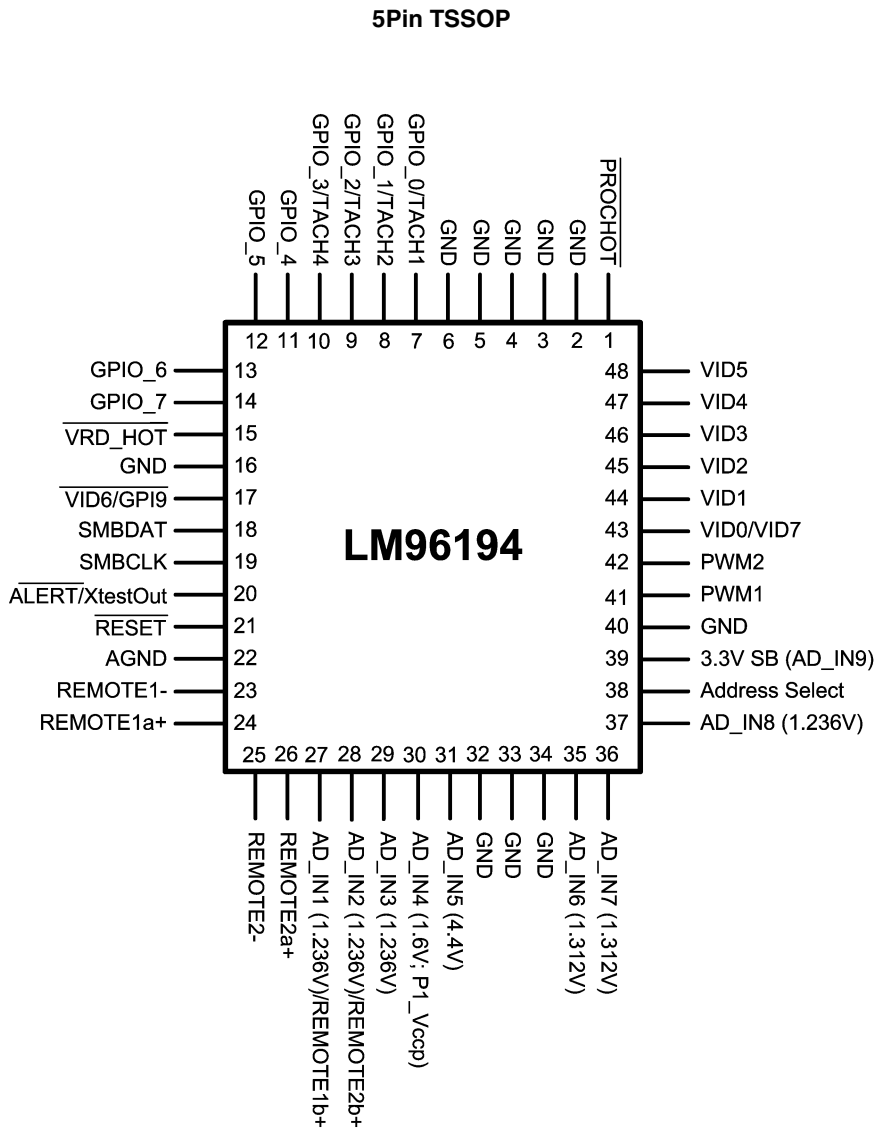 5Pin TSSOP
GPIO_5
GPIO_4
GPIO_3/TACH4
GPIO_2/TACH3
GPIO_1/TACH2
GPIO_0/TACH1
GND
GND
GND
GND
GND
PROCHOT
12 11 10 9 8 7 6 5 4 3 2 1
GPIO_6 13
GPIO_7 14
VRD_HOT 15
GND 16
VID6/GPI9 17
SMBDAT 18
SMBCLK 19
ALERT/XtestOut 20
RESET 21
AGND 22
REMOTE1- 23
REMOTE1a+ 24
LM96194
48 VID5
47 VID4
46 VID3
45 VID2
44 VID1
43 VID0/VID7
42 PWM2
41 PWM1
40 GND
39 3.3V SB (AD_IN9)
38 Address Select
37 AD_IN8 (1.236V)
25 26 27 28 29 30 31 32 33 34 35 36
REMOTE2-
REMOTE2a+
AD_IN1 (1.236V)/REMOTE1b+
AD_IN2 (1.236V)/REMOTE2b+
AD_IN3 (1.236V)
AD_IN4 (1.6V; P1_Vccp)
AD_IN5 (4.4V)
GND
GND
GND
AD_IN6 (1.312V)
AD_IN7 (1.312V)